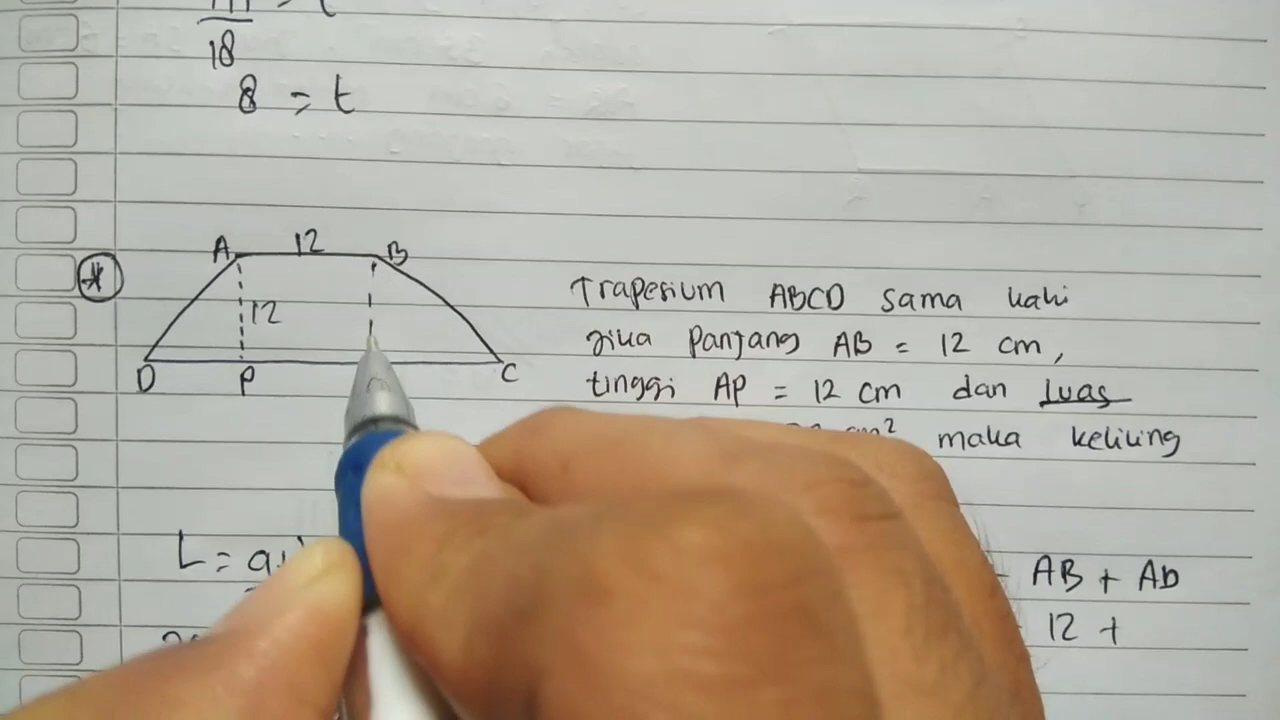 18
8 = t
A 12 B
12
D P C
Trapesium ABCD sama kaki
jika Panjang AB = 12 cm,
tinggi AP = 12 cm dan Luas
cm² maka keliling
L =
AB + AD
12 +